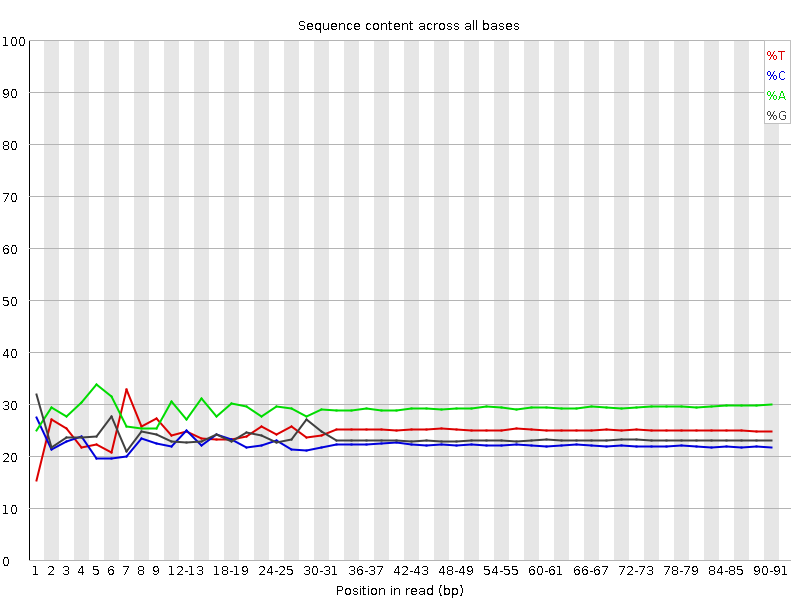 Sequence content across all bases
%T
%C
%A
%G
100
90
80
70
60
50
40
30
20
10
0
1 2 3 4 5 6 7 8 9 12-13 18-19 24-25 30-31 36-37 42-43 48-49 54-55 60-61 66-67 72-73 78-79 84-85 90-91
Position in read (bp)